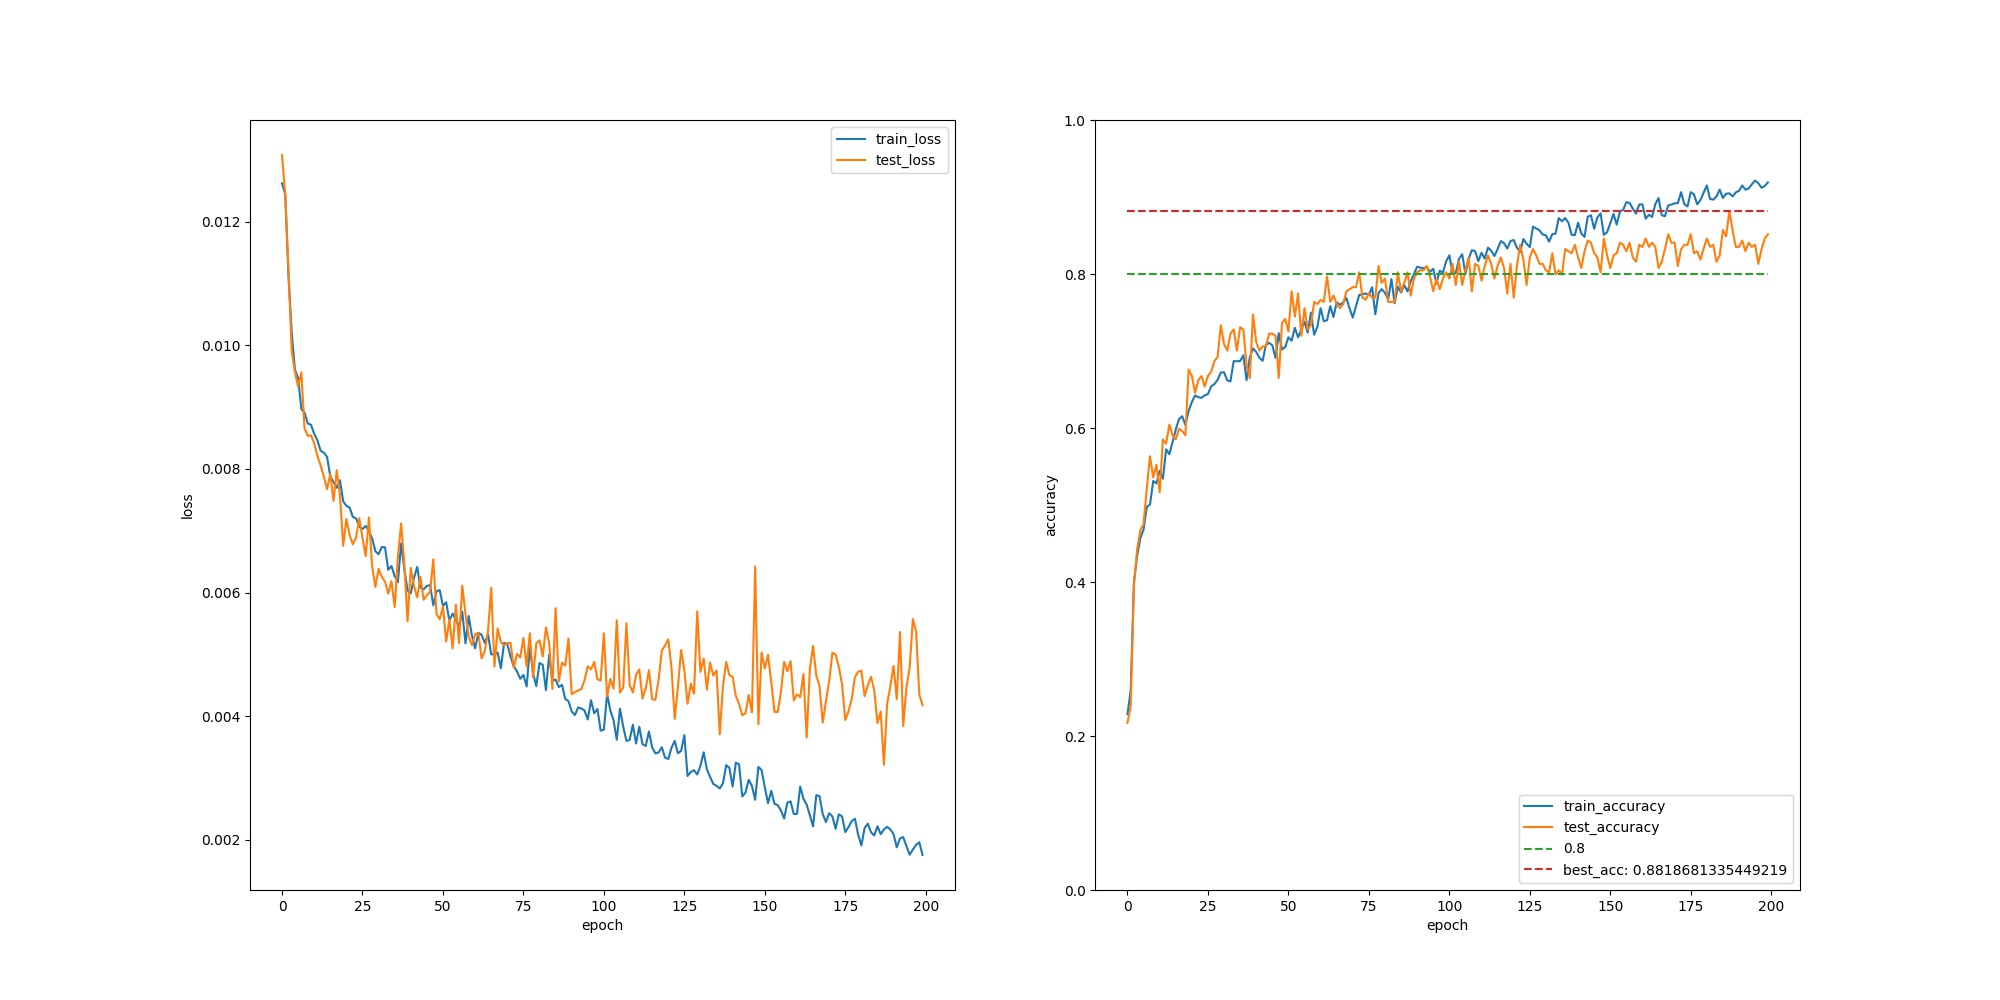 train_loss
test_loss
0.012
0.010
0.008
0.006
0.004
0.002
loss
0 25 50 75 100 125 150 175 200
epoch
1.0
0.8
0.6
0.4
0.2
0.0
accuracy
train_accuracy
test_accuracy
0.8
best_acc: 0.8818681335449219
0 25 50 75 100 125 150 175 200
epoch